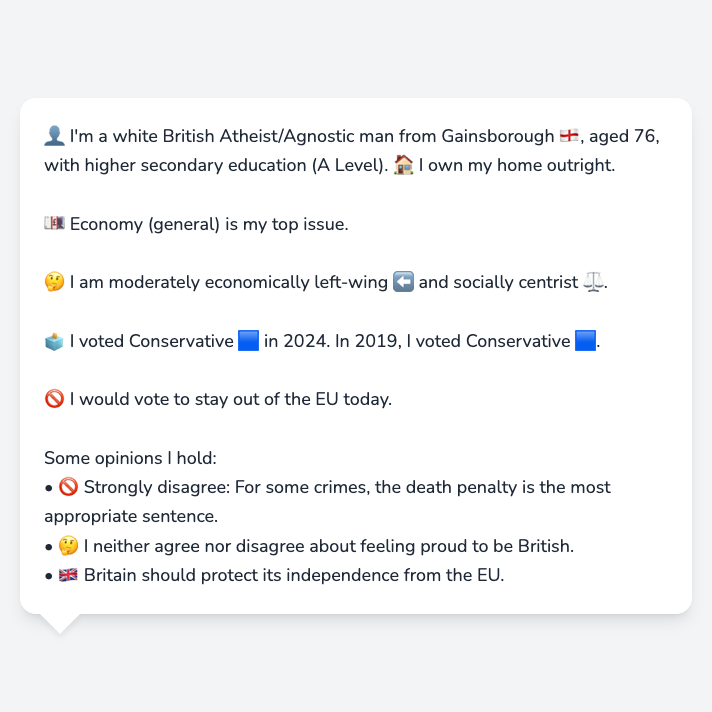 👤 I'm a white British Atheist/Agnostic man from Gainsborough 🏴󠁧󠁢󠁥󠁮󠁧󠁿, aged 76,
with higher secondary education (A Level). 🏠 I own my home outright.
💷 Economy (general) is my top issue.
🤔 I am moderately economically left-wing ⬅️ and socially centrist ⚖️.
🗳️ I voted Conservative 🟦 in 2024. In 2019, I voted Conservative 🟦.
🚫 I would vote to stay out of the EU today.
Some opinions I hold:
• 🚫 Strongly disagree: For some crimes, the death penalty is the most
appropriate sentence.
• 🤔 I neither agree nor disagree about feeling proud to be British.
• 🇬🇧 Britain should protect its independence from the EU.